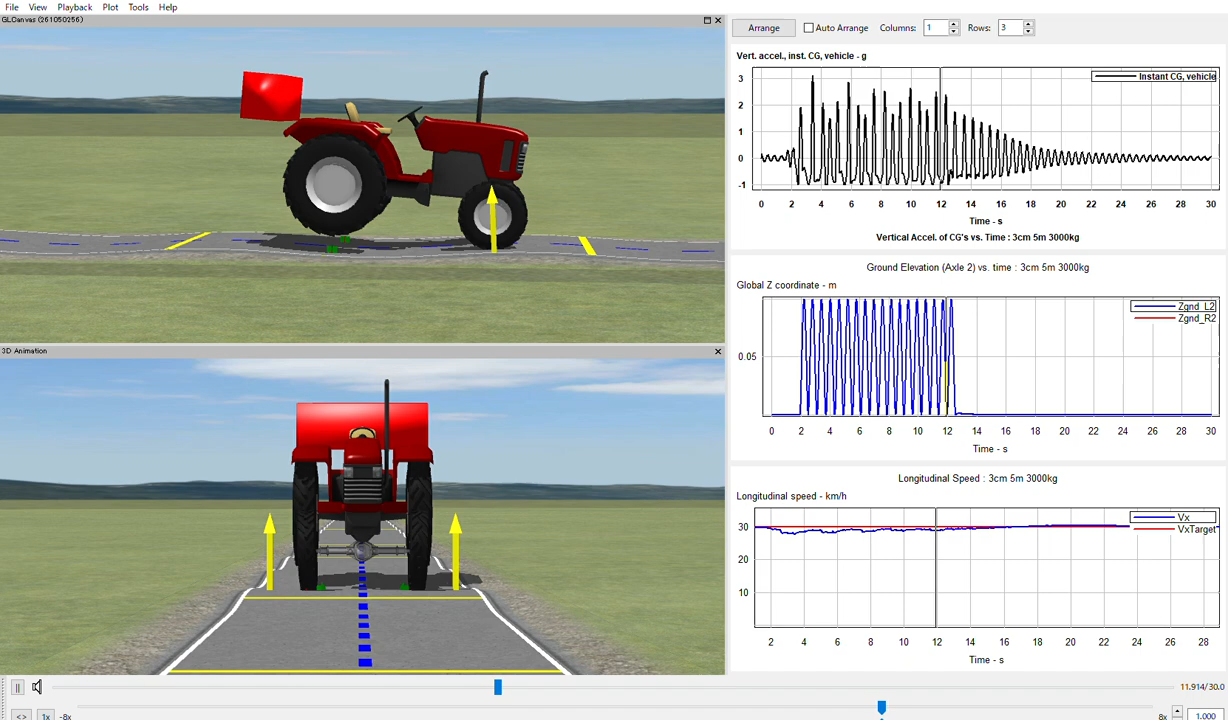 File View Playback Plot Tools Help
GLCanvas (261050256)
Arrange Auto Arrange Columns: 1 Rows: 3
Vert. accel., inst. CG, vehicle - g
Instant CG, vehicle
3
2
1
0
-1
0 2 4 6 8 10 12 14 16 18 20 22 24 26 28 30
Time - s
Vertical Accel. of CG's vs. Time : 3cm 5m 3000kg
Ground Elevation (Axle 2) vs. time : 3cm 5m 3000kg
Global Z coordinate - m
Zgnd_L2
Zgnd_R2
0.05
0 2 4 6 8 10 12 14 16 18 20 22 24 26 28 30
Time - s
3D Animation
Longitudinal Speed : 3cm 5m 3000kg
Longitudinal speed - km/h
Vx
VxTarget
30
20
10
2 4 6 8 10 12 14 16 18 20 22 24 26 28
Time - s
11.914/30.0
<> 1x -8x 8x 1.000